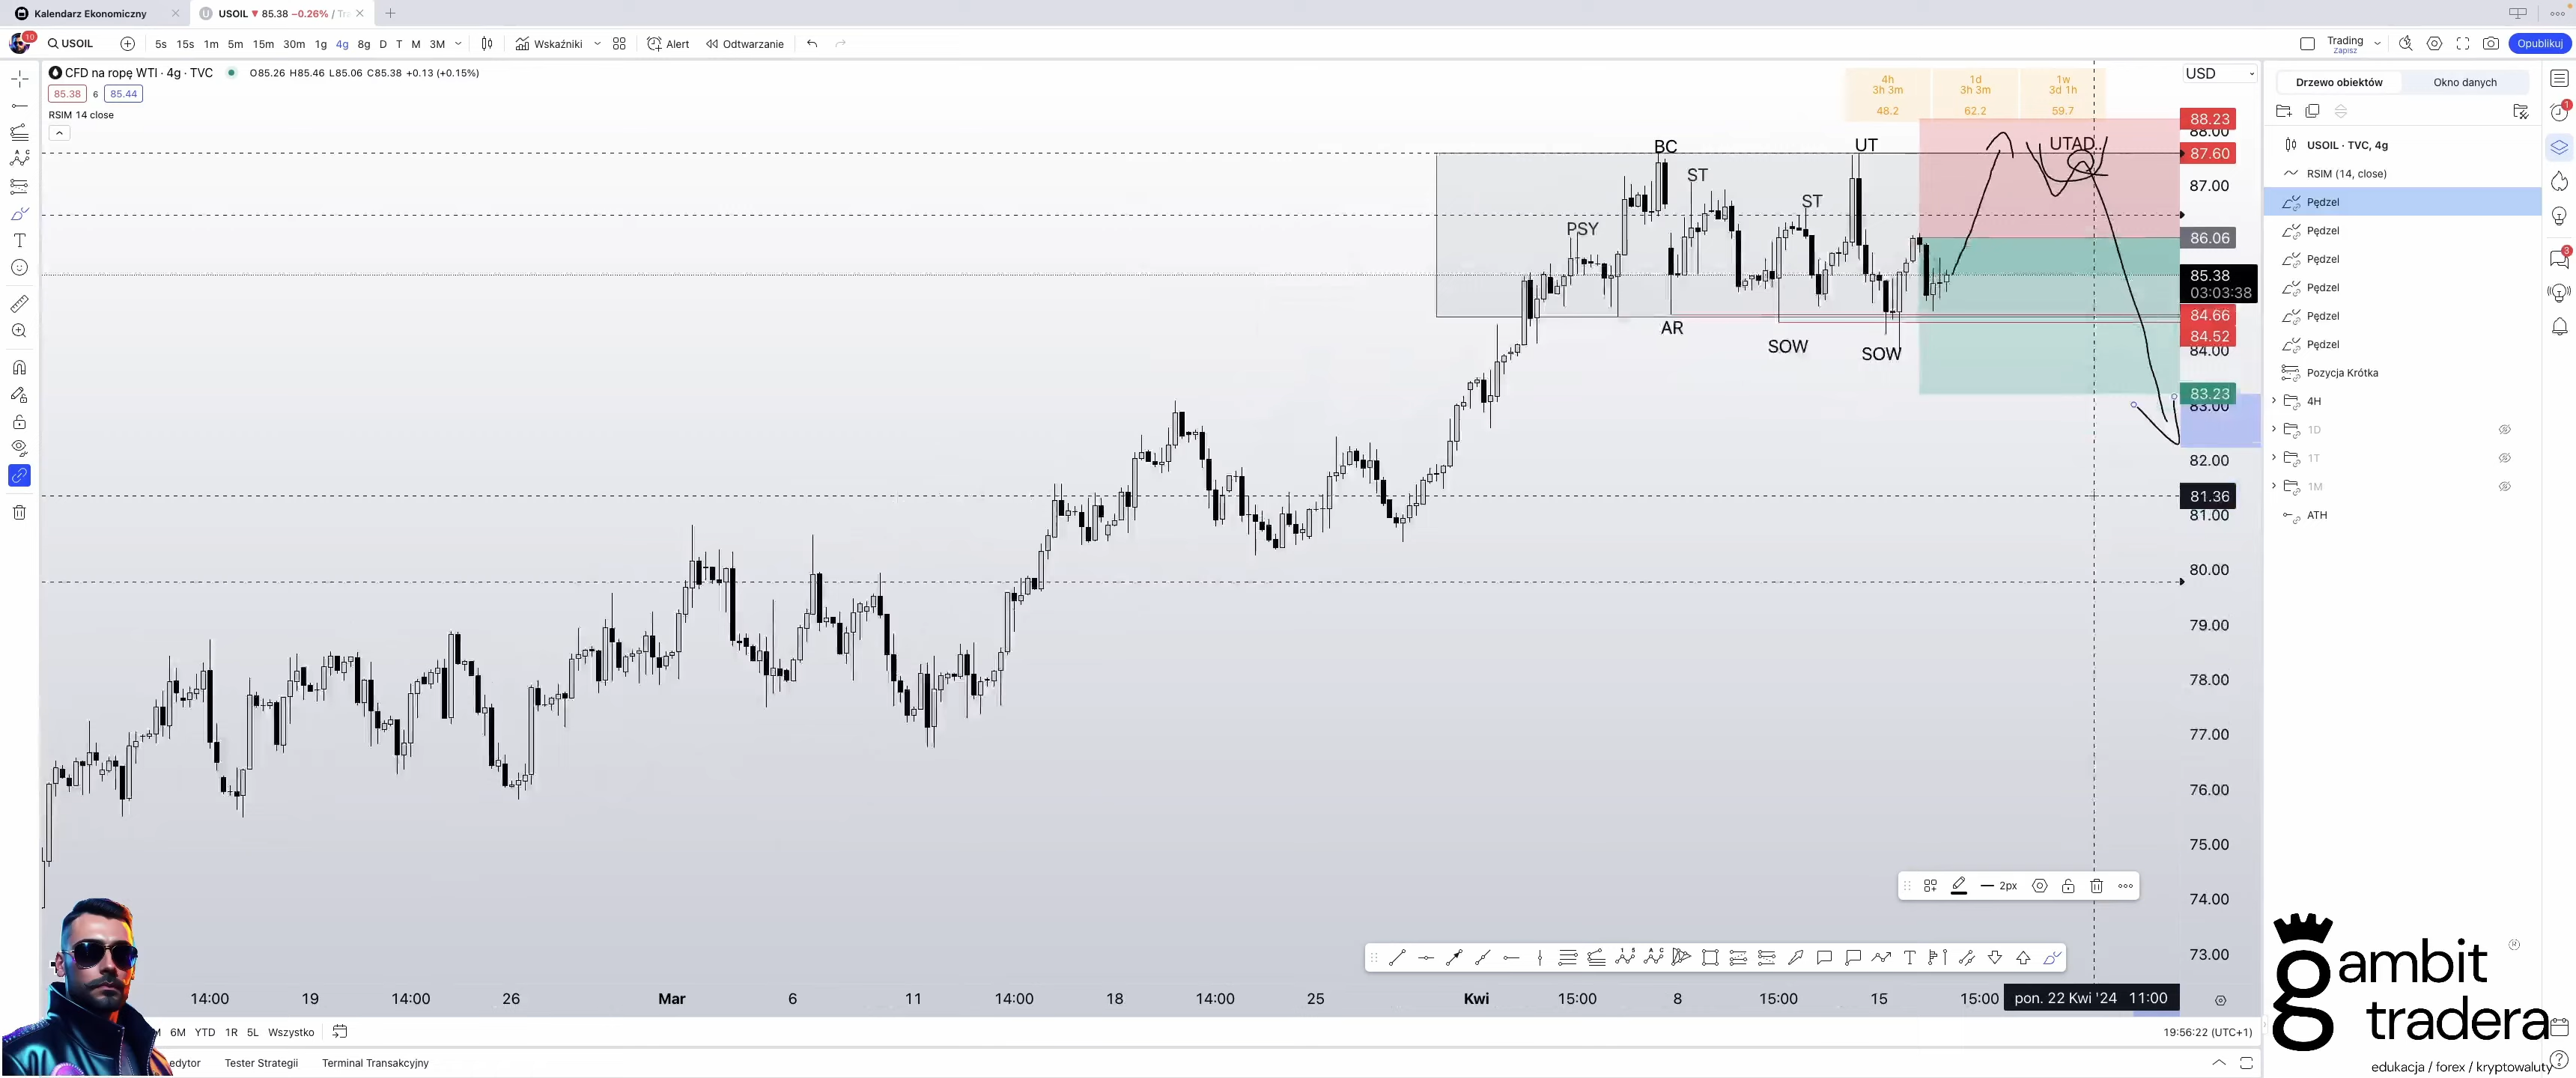 Kalendarz Ekonomiczny
USOIL ▼ 85.38 −0.26% / Tr
10
USOIL
5s 15s 1m 5m 15m 30m 1g 4g 8g D T M 3M
Wskaźniki
Alert
Odtwarzanie
Trading
Zapisz
Opublikuj
CFD na ropę WTI · 4g · TVC
O85.26 H85.46 L85.06 C85.38 +0.13 (+0.15%)
85.38 6 85.44
RSIM 14 close
4h 1d 1w
3h 3m 3h 3m 3d 1h
48.2 62.2 59.7
USD
Drzewo obiektów
Okno danych
USOIL · TVC, 4g
RSIM (14, close)
Pędzel
Pędzel
Pędzel
Pędzel
Pędzel
Pędzel
Pozycja Krótka
4H
1D
1T
1M
ATH
1
3
BC
UT
UTAD..
ST
ST
PSY
AR
SOW
SOW
88.23
88.00
87.60
87.00
86.06
85.38
03:03:38
84.66
84.52
84.00
83.23
83.00
82.00
81.36
81.00
80.00
79.00
78.00
77.00
76.00
75.00
74.00
73.00
2px
14:00 19 14:00 26 Mar 6 11 14:00 18 14:00 25 Kwi 15:00 8 15:00 15 15:00 pon. 22 Kwi '24 11:00
6M YTD 1R 5L Wszystko
19:56:22 (UTC+1)
edytor Tester Strategii Terminal Transakcyjny
gambit
tradera
edukacja / forex / kryptowaluty